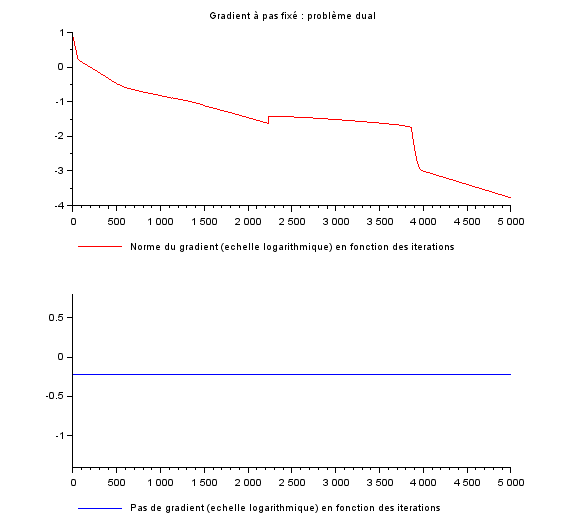 Gradient à pas fixé : problème dual
1
0
-1
-2
-3
-4
0 500 1 000 1 500 2 000 2 500 3 000 3 500 4 000 4 500 5 000
Norme du gradient (echelle logarithmique) en fonction des iterations
0.5
0
-0.5
-1
0 500 1 000 1 500 2 000 2 500 3 000 3 500 4 000 4 500 5 000
Pas de gradient (echelle logarithmique) en fonction des iterations